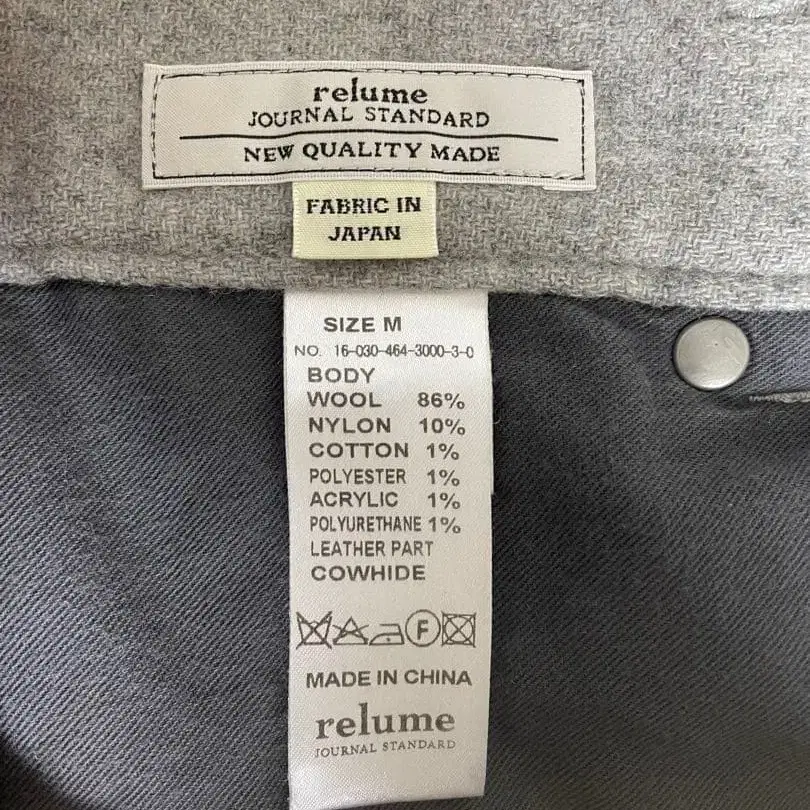 relume
JOURNAL STANDARD
NEW QUALITY MADE
FABRIC IN
JAPAN
SIZE M
NO. 16-030-464-3000-3-0
BODY
WOOL 86%
NYLON 10%
COTTON 1%
POLYESTER 1%
ACRYLIC 1%
POLYURETHANE 1%
LEATHER PART
COWHIDE
F
MADE IN CHINA
relume
JOURNAL STANDARD